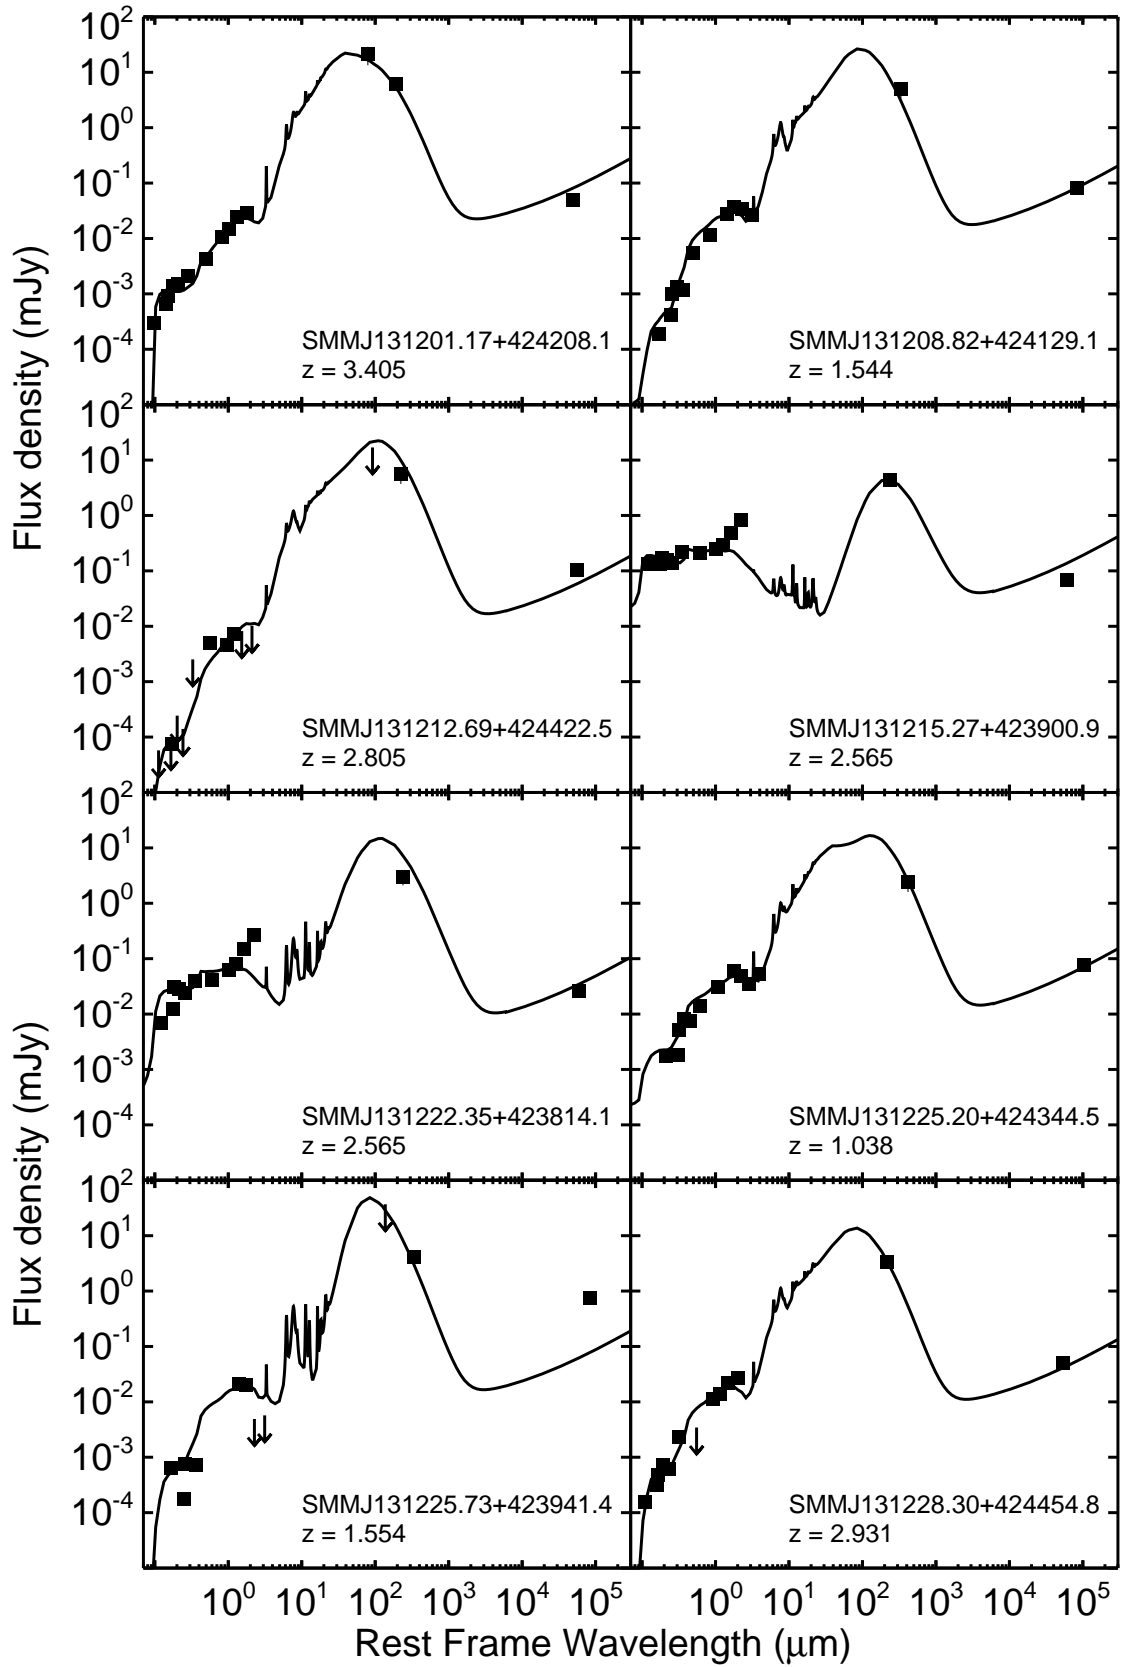 10^2
10^1
10^0
10^-1
10^-2
10^-3
10^-4
Flux density (mJy)
SMMJ131201.17+424208.1
z = 3.405
SMMJ131208.82+424129.1
z = 1.544
10^2
10^1
10^0
10^-1
10^-2
10^-3
10^-4
SMMJ131212.69+424422.5
z = 2.805
SMMJ131215.27+423900.9
z = 2.565
10^2
10^1
10^0
10^-1
10^-2
10^-3
10^-4
Flux density (mJy)
SMMJ131222.35+423814.1
z = 2.565
SMMJ131225.20+424344.5
z = 1.038
10^2
10^1
10^0
10^-1
10^-2
10^-3
10^-4
Flux density (mJy)
SMMJ131225.73+423941.4
z = 1.554
SMMJ131228.30+424454.8
z = 2.931
10^0 10^1 10^2 10^3 10^4 10^5 10^0 10^1 10^2 10^3 10^4 10^5
Rest Frame Wavelength (μm)